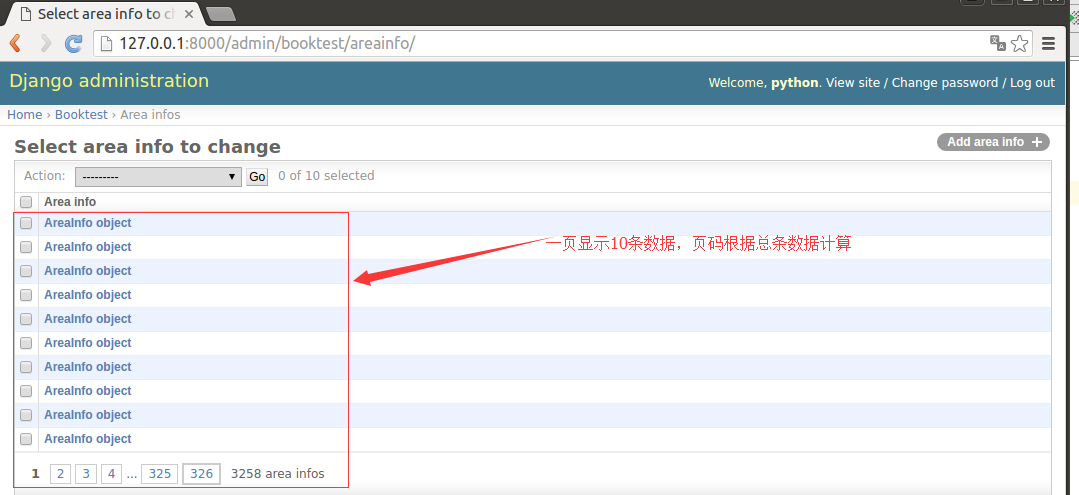 Select area info to c
127.0.0.1:8000/admin/booktest/areainfo/
Django administration
Welcome, python. View site / Change password / Log out
Home › Booktest › Area infos
Select area info to change
Add area info +
Action: --------- Go 0 of 10 selected
Area info
AreaInfo object
AreaInfo object
一页显示10条数据，页码根据总条数据计算
AreaInfo object
AreaInfo object
AreaInfo object
AreaInfo object
AreaInfo object
AreaInfo object
AreaInfo object
AreaInfo object
1 2 3 4 ... 325 326 3258 area infos